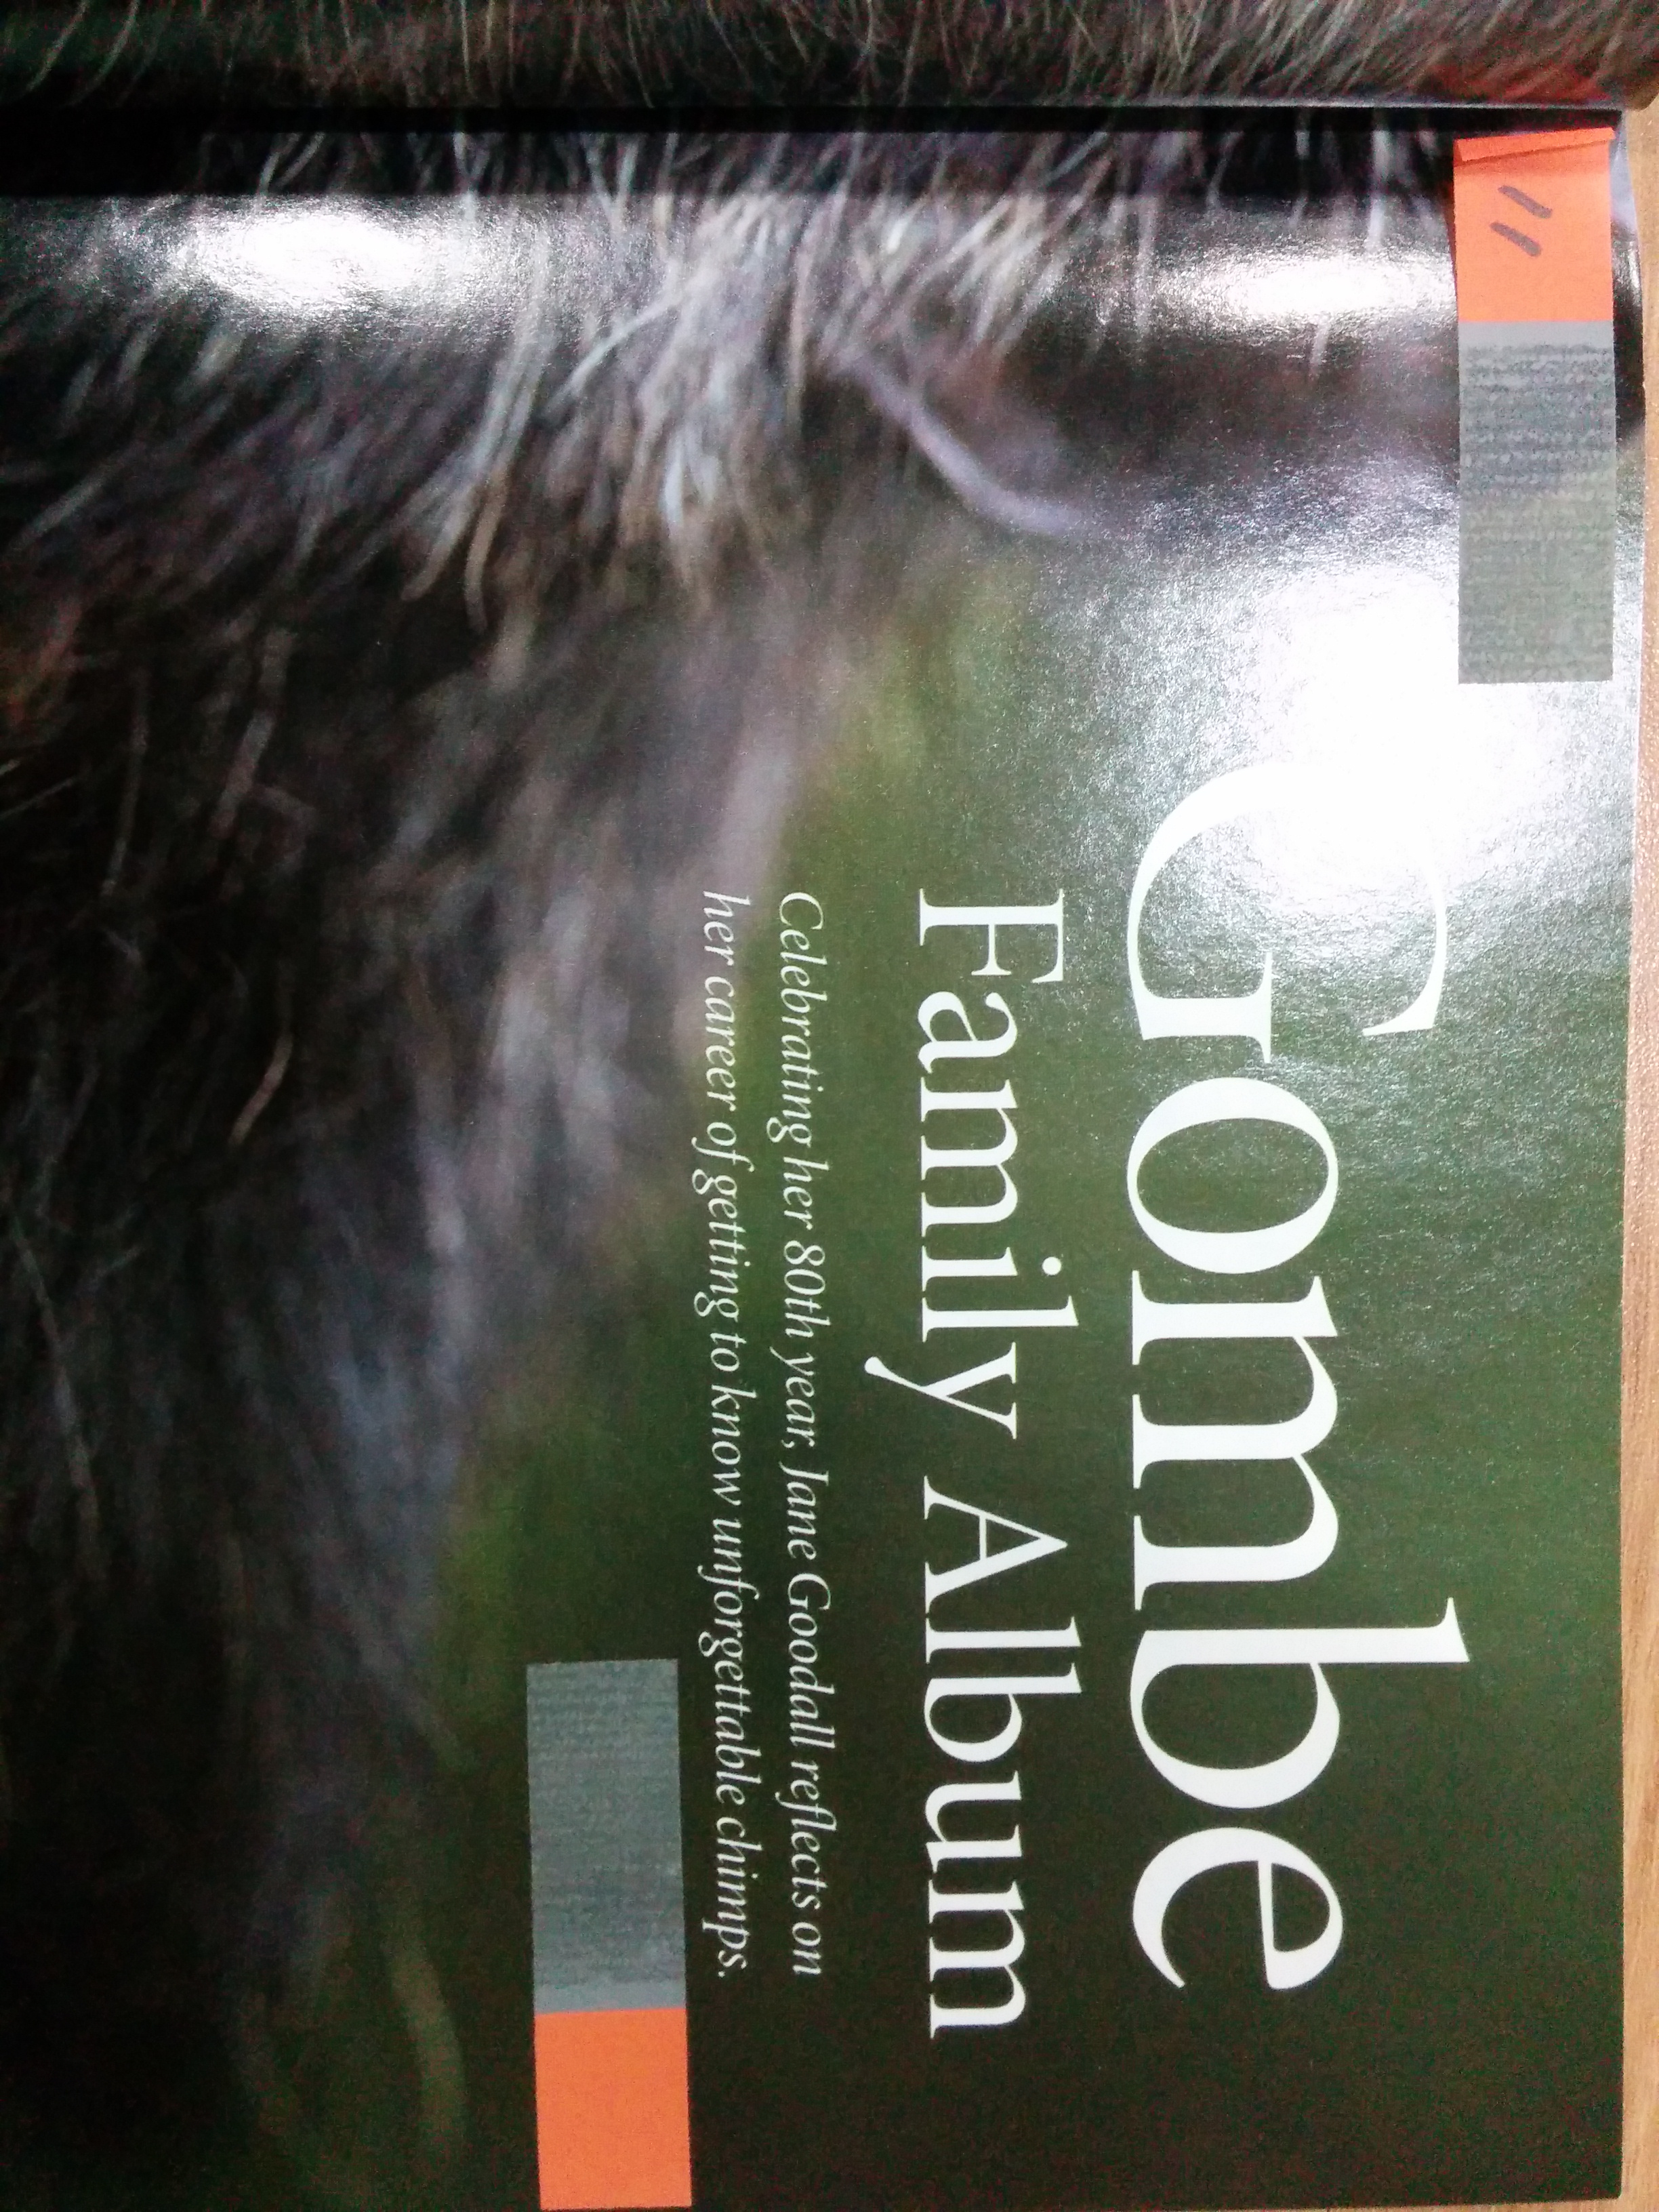 11
Gombe
Family Album
Celebrating her 80th year, Jane Goodall reflects on
her career of getting to know unforgettable chimps.